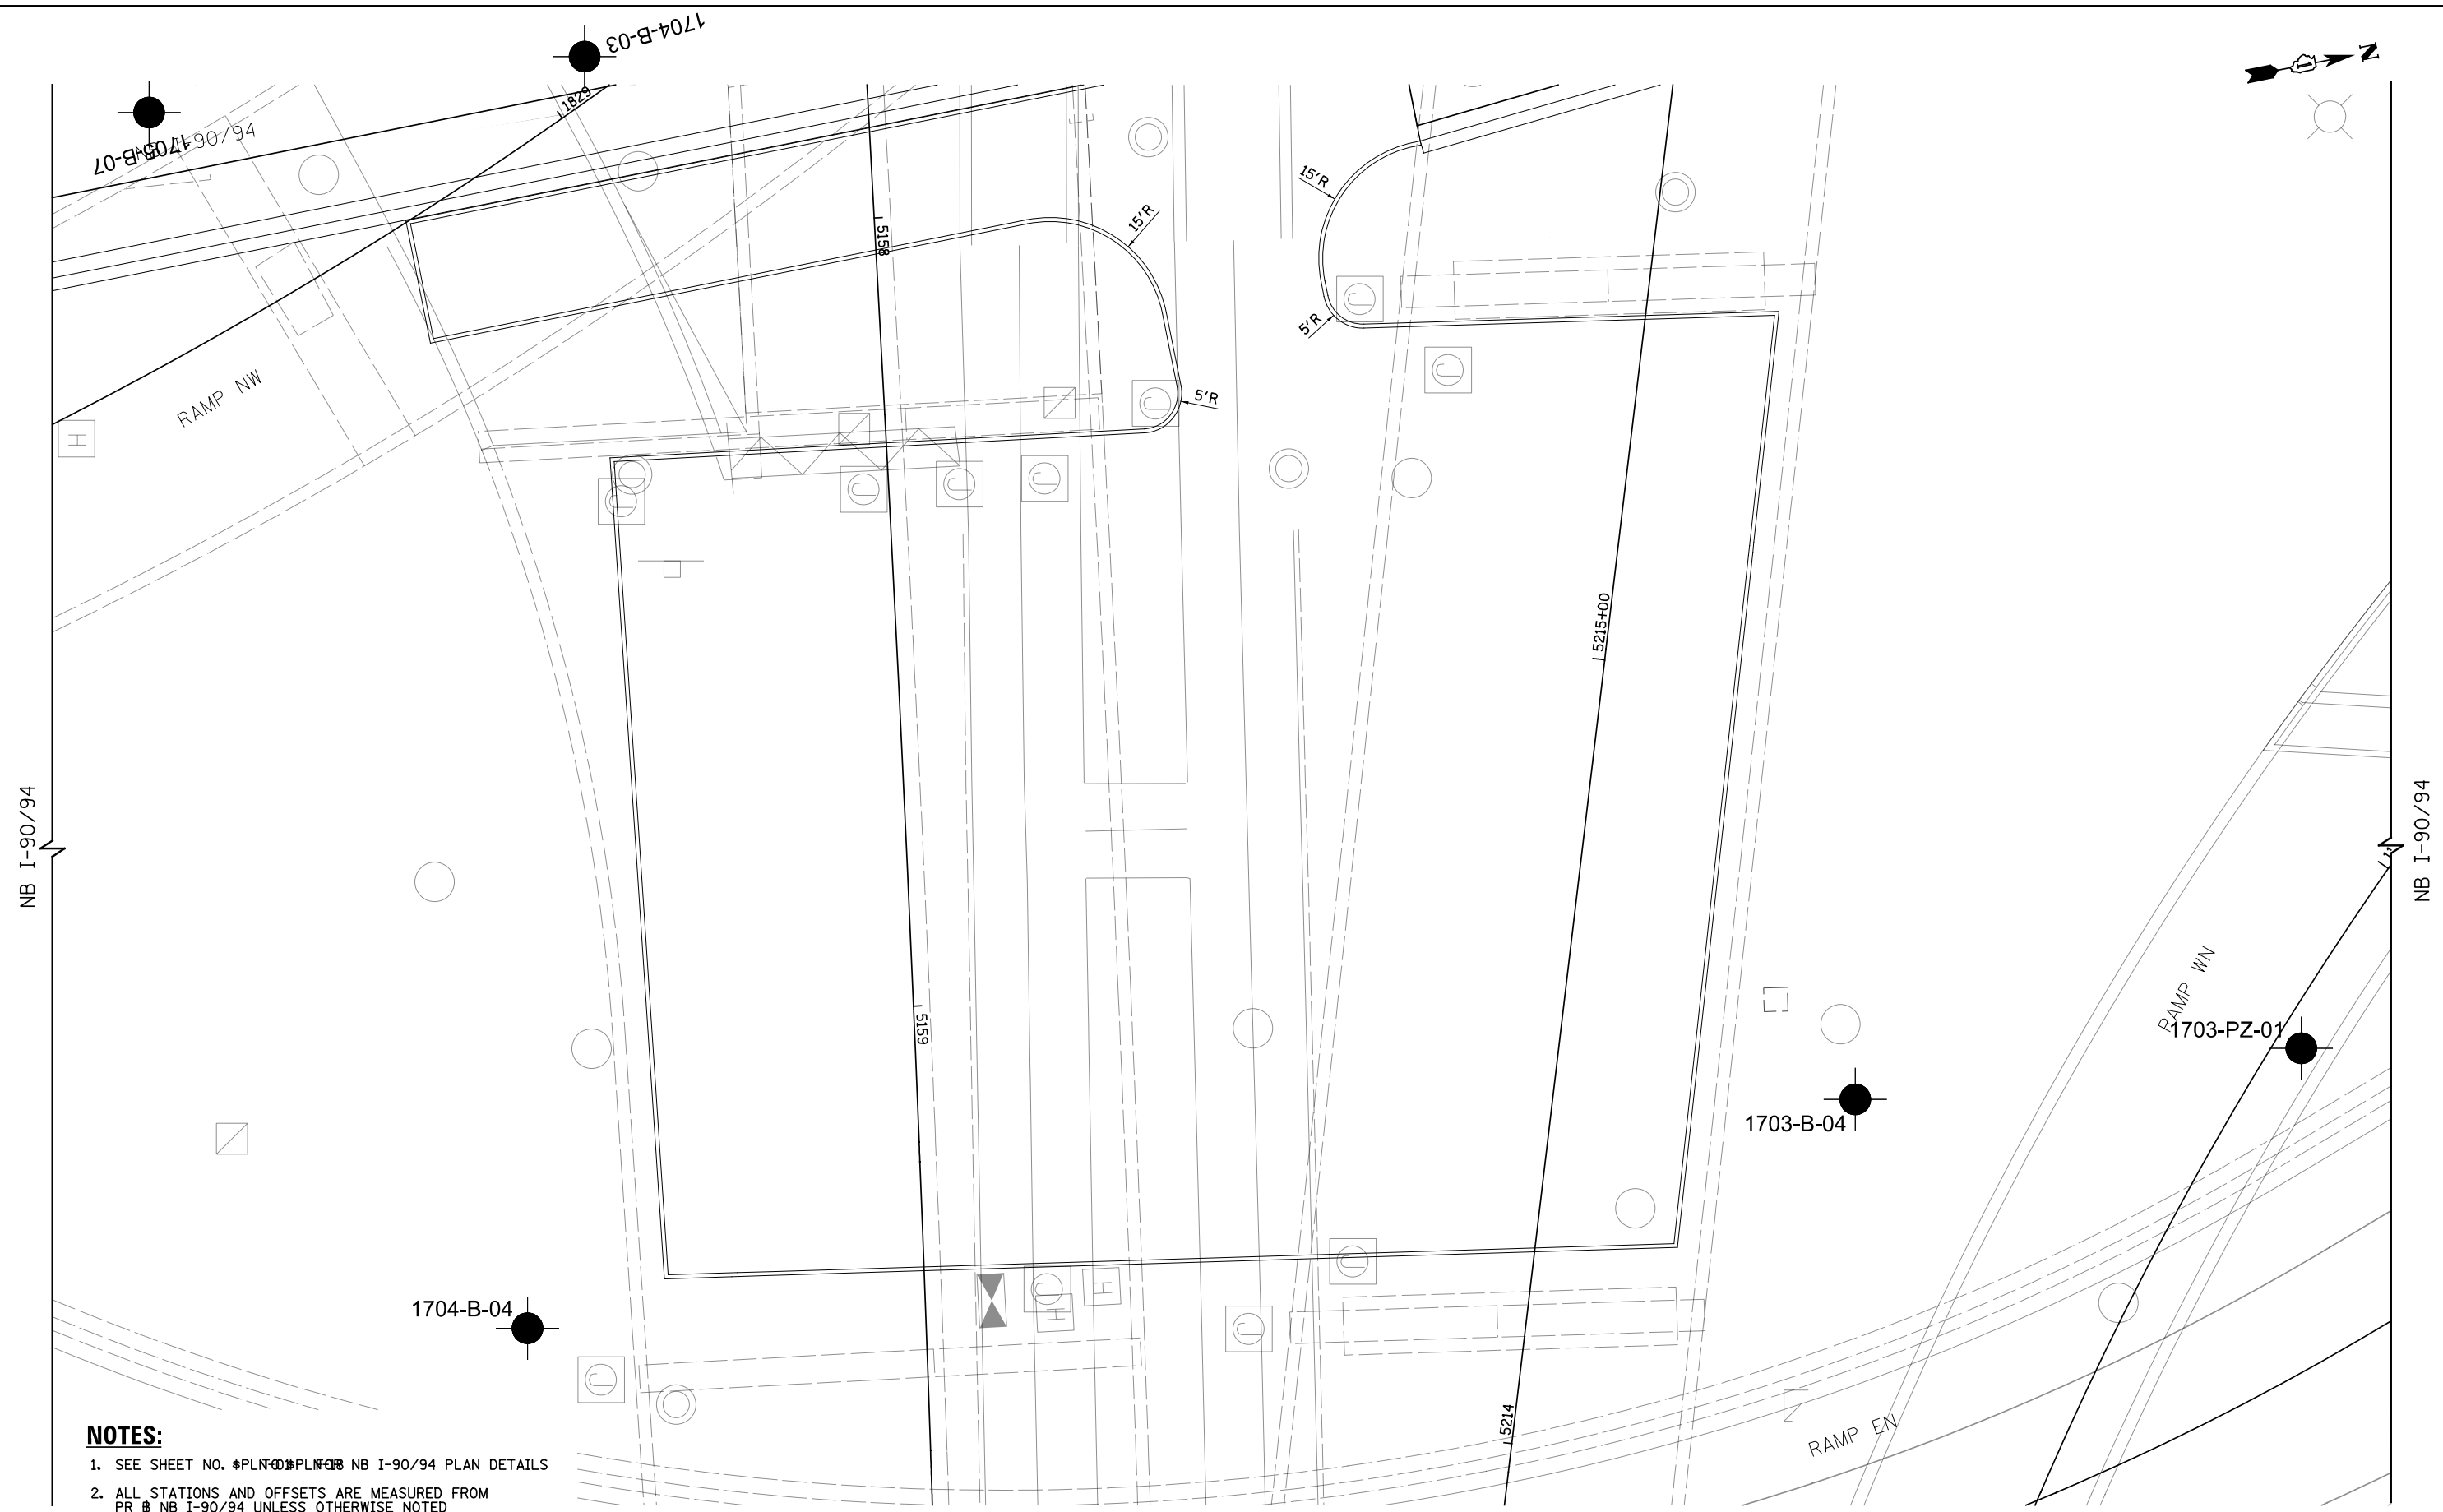 1704-B-03
N
1
1829
NB I-90/94
1705-B-07
15'R
15'R
5158
5'R
RAMP NW
5'R
H
J
J
J
J
J
J
J
5215+00
NB I-90/94
NB I-90/94
RAMP WN
5159
1703-PZ-01
1703-B-04
J
J
H
H
1704-B-04
J
J
5214
RAMP EN
NOTES:
1. SEE SHEET NO. NB I-90/94 PLAN DETAILS
2. ALL STATIONS AND OFFSETS ARE MEASURED FROM
PR NB I-90/94 UNLESS OTHERWISE NOTED